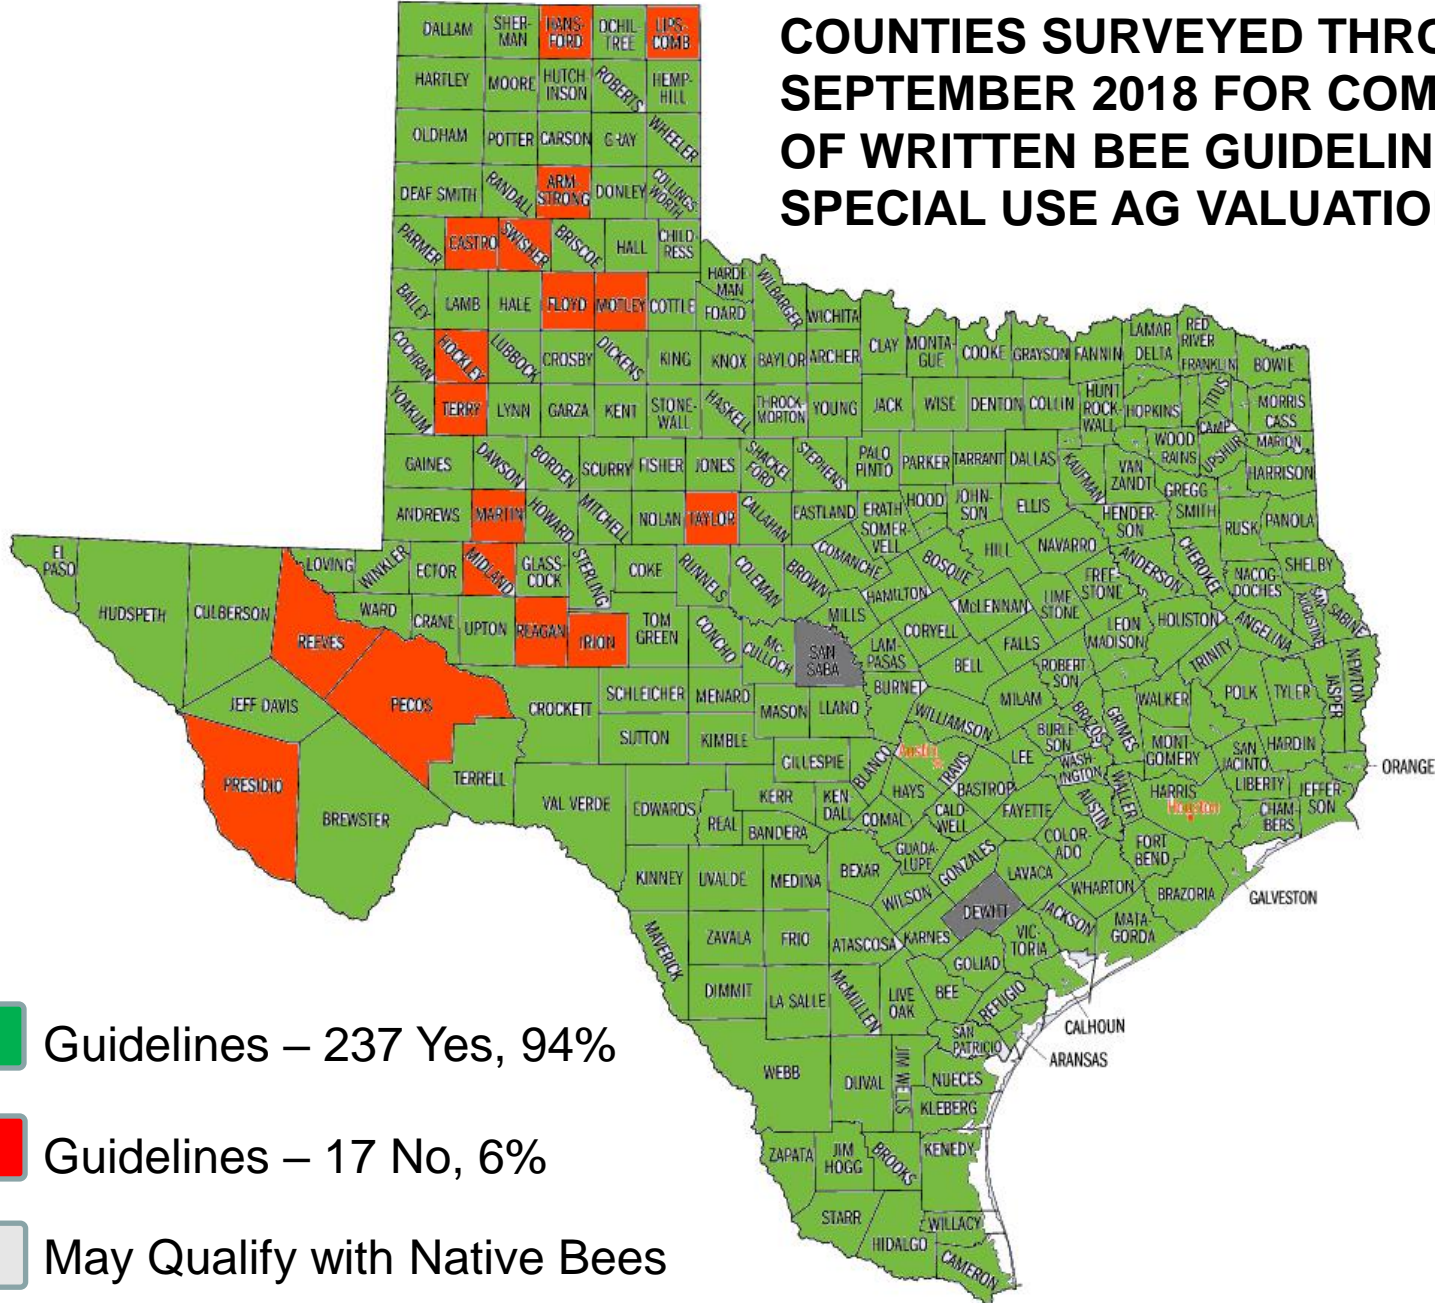 COUNTIES SURVEYED THRO
SEPTEMBER 2018 FOR COM
OF WRITTEN BEE GUIDELIN
SPECIAL USE AG VALUATIO
DALLAM SHER-MAN HANS-FORD OCHIL TREE LIPS-COMB
HARTLEY MOORE HUTCH INSON ROBERTS HEMP-HILL
OLDHAM POTTER CARSON GRAY WHEELER
DEAF SMITH RANDALL ARM-STRONG DONLEY COLLINGS-WORTH
PARMER CASTRO SWISHER BRISCOE HALL CHILD-RESS
BAILEY LAMB HALE FLOYD MOTLEY COTTLE HARDE-MAN FOARD WILBARGER WICHITA
COCHRAN HOCKLEY LUBBOCK CROSBY DICKENS KING KNOX BAYLOR ARCHER CLAY MONTA-GUE COOKE GRAYSON FANNIN LAMAR DELTA RED RIVER FRANKLIN BOWIE
YOAKUM TERRY LYNN GARZA KENT STONE-WALL HASKELL THROCK-MORTON YOUNG JACK WISE DENTON COLLIN HUNT ROCK-WALL HOPKINS TITUS CAMP MORRIS CASS
GAINES DAWSON BORDEN SCURRY FISHER JONES SHACKEL-FORD STEPHENS PALO PINTO PARKER TARRANT DALLAS KAUFMAN VAN ZANDT WOOD RAINS UPSHUR MARION HARRISON
ANDREWS MARTIN HOWARD MITCHELL NOLAN TAYLOR CALLAHAN EASTLAND ERATH SOMER-VELL HOOD JOHN-SON ELLIS HENDER-SON GREGG SMITH RUSK PANOLA
EL PASO HUDSPETH CULBERSON REEVES LOVING WINKLER ECTOR MIDLAND GLASS-COCK STERLING COKE RUNNELS COLEMAN BROWN COMANCHE BOSQUE HILL NAVARRO ANDERSON CHEROKEE NACOG-DOCHES SHELBY
WARD CRANE UPTON REAGAN IRION TOM GREEN CONCHO MC-CULLOCH SAN SABA MILLS HAMILTON McLENNAN LIME-STONE FREE-STONE LEON MADISON HOUSTON ANGELINA SAN AUGUSTINE SABINE
JEFF DAVIS PECOS CROCKETT SCHLEICHER MENARD MASON LLANO LAM-PASAS BURNET CORYELL BELL FALLS MILAM ROBERT SON BRAZOS GRIMES WALKER TRINITY POLK TYLER JASPER NEWTON
PRESIDIO BREWSTER TERRELL SUTTON KIMBLE GILLESPIE BLANCO Austin TRAVIS WILLIAMSON LEE BURLE-SON WASH-INGTON MONT-GOMERY SAN JACINTO HARDIN LIBERTY ORANGE
VAL VERDE EDWARDS REAL KERR BANDERA KEN-DALL COMAL HAYS CALD-WELL BASTROP FAYETTE AUSTIN WALLER HARRIS Houston CHAM-BERS JEFFER-SON
KINNEY UVALDE MEDINA BEXAR GUADA-LUPE GONZALES WILSON LAVACA COLOR-ADO WHARTON FORT BEND BRAZORIA GALVESTON
MAVERICK ZAVALA FRIO ATASCOSA KARNES DEWITT VIC-TORIA JACKSON MATA-GORDA
DIMMIT LA SALLE McMULLEN LIVE OAK BEE GOLIAD REFUGIO CALHOUN
WEBB DUVAL JIM WELLS SAN PATRICIO NUECES KLEBERG ARANSAS
ZAPATA JIM HOGG BROOKS KENEDY
STARR HIDALGO WILLACY CAMERON
Guidelines – 237 Yes, 94%
Guidelines – 17 No, 6%
May Qualify with Native Bees